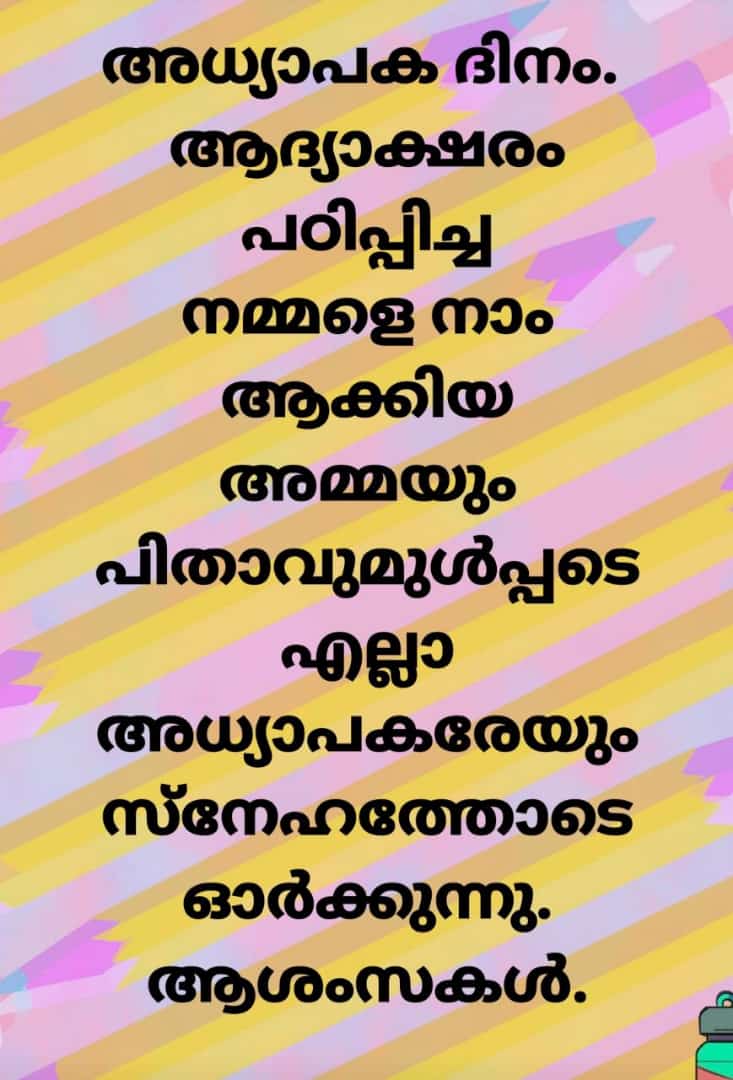 അധ്യാപക ദിനം.
ആദ്യാക്ഷരം
പഠിപ്പിച്ച
നമ്മളെ നാം
ആക്കിയ
അമ്മയും
പിതാവുമുൾപ്പടെ
എല്ലാ
അധ്യാപകരേയും
സ്നേഹത്തോടെ
ഓർക്കുന്നു.
ആശംസകൾ.